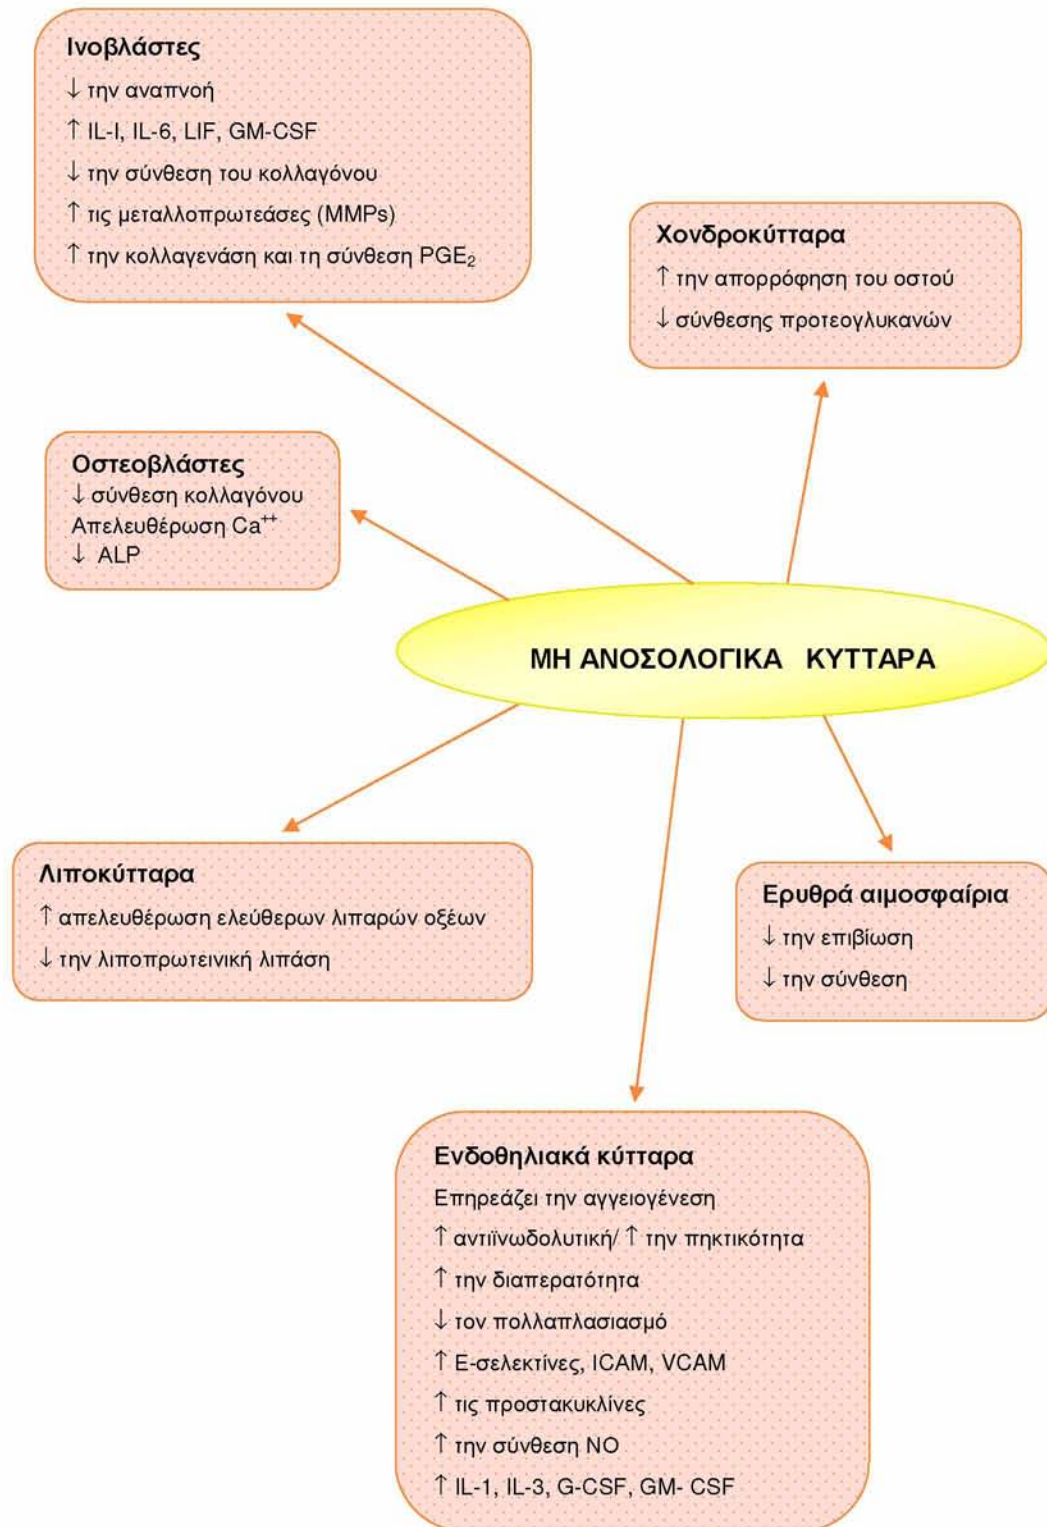 Ινοβλάστες
↓ την αναπνοή
↑ IL-I, IL-6, LIF, GM-CSF
↓ την σύνθεση του κολλαγόνου
↑ τις μεταλλοπρωτεάσες (MMPs)
↑ την κολλαγενάση και τη σύνθεση PGE₂
Χονδροκύτταρα
↑ την απορρόφηση του οστού
↓ σύνθεσης προτεογλυκανών
Οστεοβλάστες
↓ σύνθεση κολλαγόνου
Απελευθέρωση Ca⁺⁺
↓ ALP
ΜΗ ΑΝΟΣΟΛΟΓΙΚΑ ΚΥΤΤΑΡΑ
Λιποκύτταρα
↑ απελευθέρωση ελεύθερων λιπαρών οξέων
↓ την λιποπρωτεινική λιπάση
Ερυθρά αιμοσφαίρια
↓ την επιβίωση
↓ την σύνθεση
Ενδοθηλιακά κύτταρα
Επηρεάζει την αγγειογένεση
↑ αντιϊνωδολυτική/ ↑ την πηκτικότητα
↑ την διαπερατότητα
↓ τον πολλαπλασιασμό
↑ Ε-σελεκτίνες, ICAM, VCAM
↑ τις προστακυκλίνες
↑ την σύνθεση NO
↑ IL-1, IL-3, G-CSF, GM- CSF